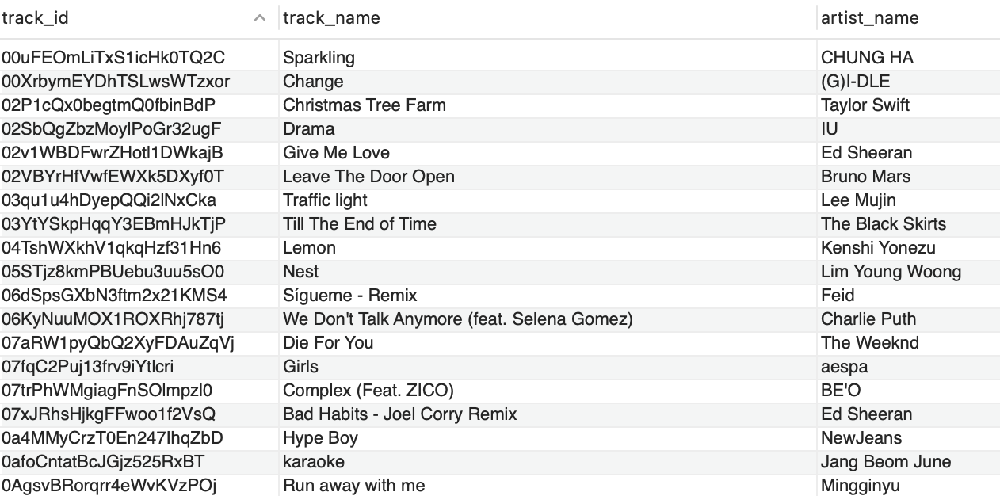 track_id track_name artist_name
00uFEOmLiTxS1icHk0TQ2C Sparkling CHUNG HA
00XrbymEYDhTSLwsWTzxor Change (G)I-DLE
02P1cQx0begtmQ0fbinBdP Christmas Tree Farm Taylor Swift
02SbQgZbzMoylPoGr32ugF Drama IU
02v1WBDFwrZHotl1DWkajB Give Me Love Ed Sheeran
02VBYrHfVwfEWXk5DXyf0T Leave The Door Open Bruno Mars
03qu1u4hDyepQQi2lNxCka Traffic light Lee Mujin
03YtYSkpHqqY3EBmHJkTjP Till The End of Time The Black Skirts
04TshWXkhV1qkqHzf31Hn6 Lemon Kenshi Yonezu
05STjz8kmPBUebu3uu5sO0 Nest Lim Young Woong
06dSpsGXbN3ftm2x21KMS4 Sígueme - Remix Feid
06KyNuuMOX1ROXRhj787tj We Don't Talk Anymore (feat. Selena Gomez) Charlie Puth
07aRW1pyQbQ2XyFDAuZqVj Die For You The Weeknd
07fqC2Puj13frv9iYtlcri Girls aespa
07trPhWMgiagFnSOlmpzl0 Complex (Feat. ZICO) BE'O
07xJRhsHjkgFFwoo1f2VsQ Bad Habits - Joel Corry Remix Ed Sheeran
0a4MMyCrzT0En247IhqZbD Hype Boy NewJeans
0afoCntatBcJGjz525RxBT karaoke Jang Beom June
0AgsvBRorqrr4eWvKVzPOj Run away with me Mingginyu